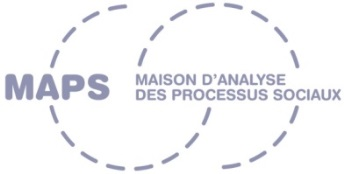 MAPS
MAISON D'ANALYSE
DES PROCESSUS SOCIAUX